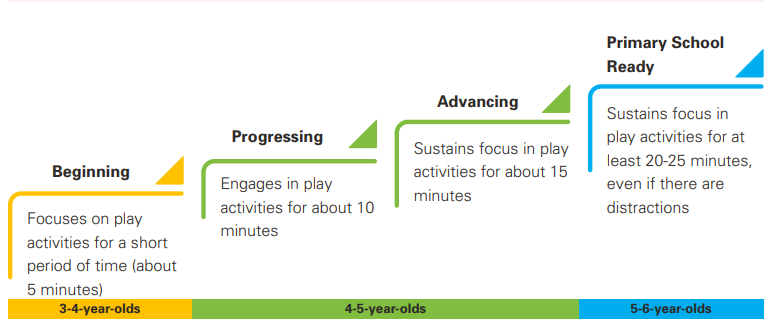 Beginning
Focuses on play
activities for a short
period of time (about
5 minutes)
Progressing
Engages in play
activities for about 10
minutes
Advancing
Sustains focus in play
activities for about 15
minutes
Primary School
Ready
Sustains focus in
play activities for at
least 20-25 minutes,
even if there are
distractions
3-4-year-olds
4-5-year-olds
5-6-year-olds